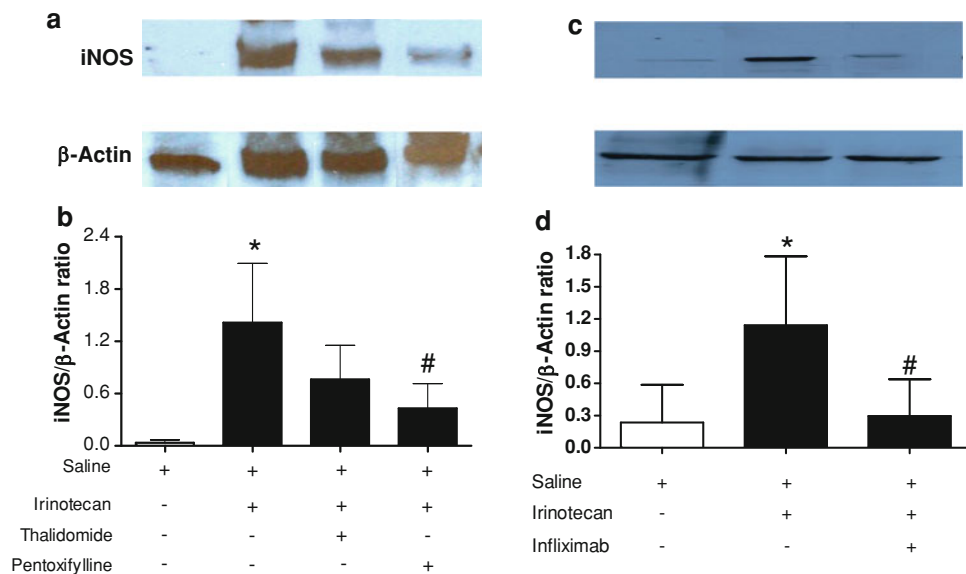 a
iNOS
β-Actin
b
iNOS/β-Actin ratio
2.4
1.8
1.2
0.6
0.0
*
#
Saline + + + +
Irinotecan - + + +
Thalidomide - - + -
Pentoxifylline - - - +
c
d
iNOS/β-Actin ratio
1.8
1.5
1.2
0.9
0.6
0.3
0.0
*
#
Saline + + +
Irinotecan - + +
Infliximab - - +